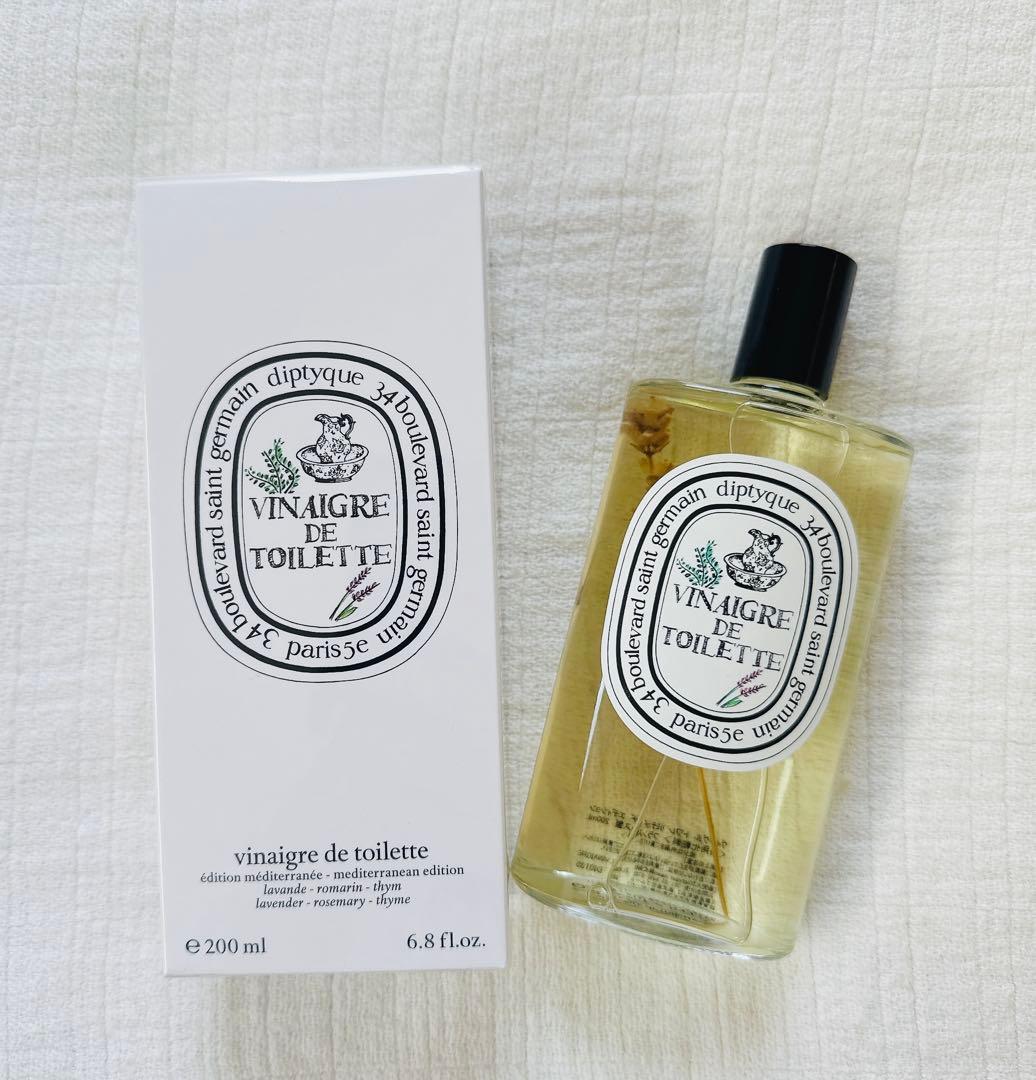 diptyque 34 boulevard saint germain paris5e 34 boulevard saint germain
VINAIGRE
DE
TOILETTE
vinaigre de toilette
édition méditerranée - mediterranean edition
lavande - romarin - thym
lavender - rosemary - thyme
℮ 200 ml
6.8 fl.oz.
diptyque 34 boulevard saint germain paris5e 34 boulevard saint germain
VINAIGRE
DE
TOILETTE